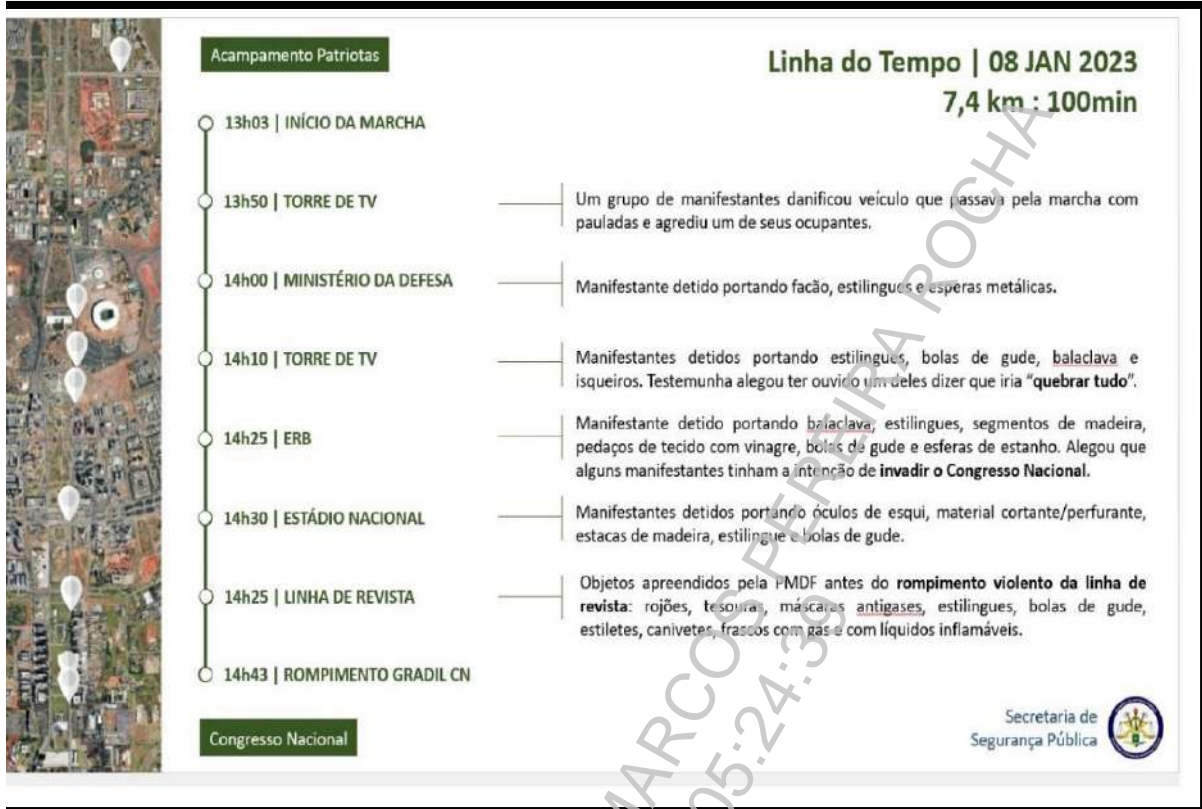 Acampamento Patriotas
Linha do Tempo | 08 JAN 2023
7,4 km : 100min
13h03 | INÍCIO DA MARCHA
13h50 | TORRE DE TV
Um grupo de manifestantes danificou veículo que passava pela marcha com
pauladas e agrediu um de seus ocupantes.
14h00 | MINISTÉRIO DA DEFESA
Manifestante detido portando facão, estilingues e esperas metálicas.
14h10 | TORRE DE TV
Manifestantes detidos portando estilingues, bolas de gude, balaclava e
isqueiros. Testemunha alegou ter ouvido um deles dizer que iria “quebrar tudo”.
14h25 | ERB
Manifestante detido portando balaclava, estilingues, segmentos de madeira,
pedaços de tecido com vinagre, bolas de gude e esferas de estanho. Alegou que
alguns manifestantes tinham a intenção de invadir o Congresso Nacional.
14h30 | ESTÁDIO NACIONAL
Manifestantes detidos portando óculos de esqui, material cortante/perfurante,
estacas de madeira, estilingue e bolas de gude.
14h25 | LINHA DE REVISTA
Objetos apreendidos pela PMDF antes do rompimento violento da linha de
revista: rojões, tesouras, máscaras antigases, estilingues, bolas de gude,
estiletes, canivetes, frascos com gás e com líquidos inflamáveis.
14h43 | ROMPIMENTO GRADIL CN
Congresso Nacional
Secretaria de
Segurança Pública
MARCOS PEREIRA ROCHA
05:24:39